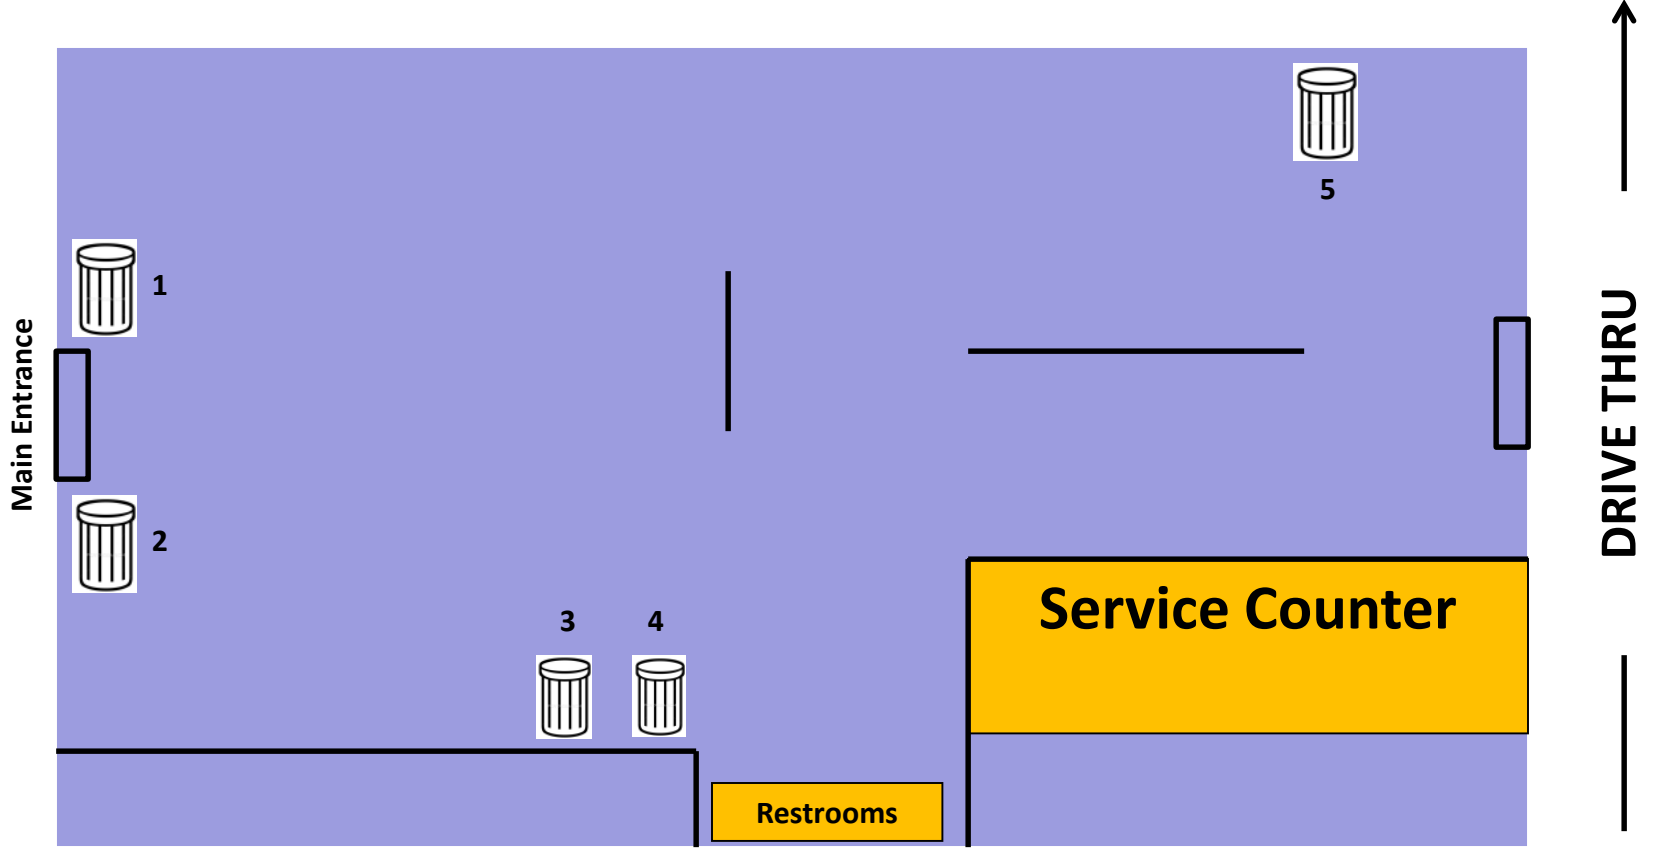 5
1
Main Entrance
DRIVE THRU
2
3 4
Service Counter
Restrooms